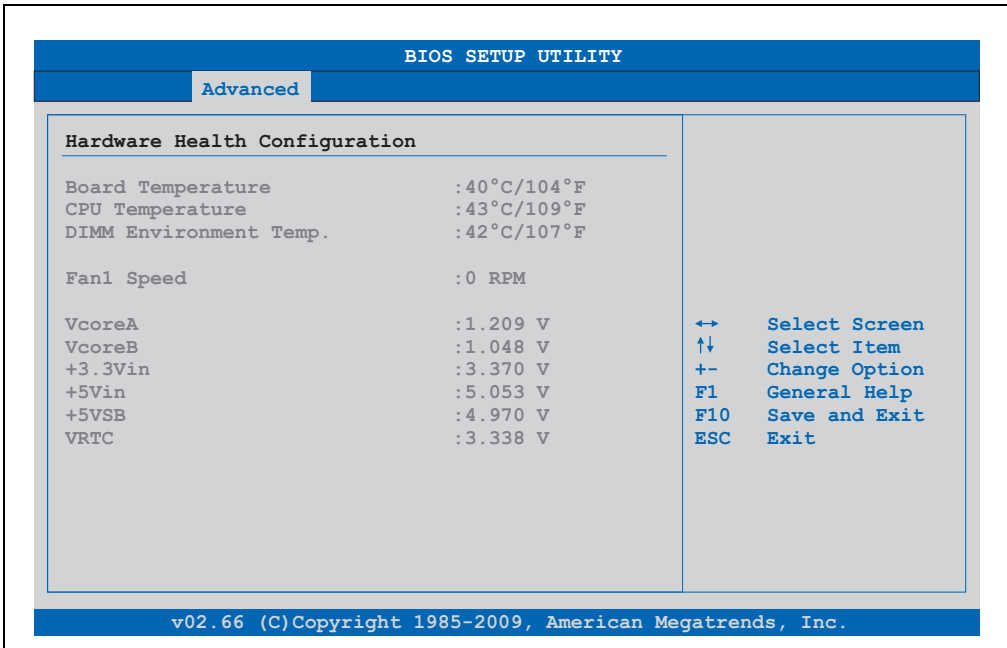 BIOS SETUP UTILITY
Advanced
Hardware Health Configuration
Board Temperature :40°C/104°F
CPU Temperature :43°C/109°F
DIMM Environment Temp. :42°C/107°F
Fan1 Speed :0 RPM
VcoreA :1.209 V
VcoreB :1.048 V
+3.3Vin :3.370 V
+5Vin :5.053 V
+5VSB :4.970 V
VRTC :3.338 V
↔ Select Screen
↑↓ Select Item
+- Change Option
F1 General Help
F10 Save and Exit
ESC Exit
v02.66 (C)Copyright 1985-2009, American Megatrends, Inc.